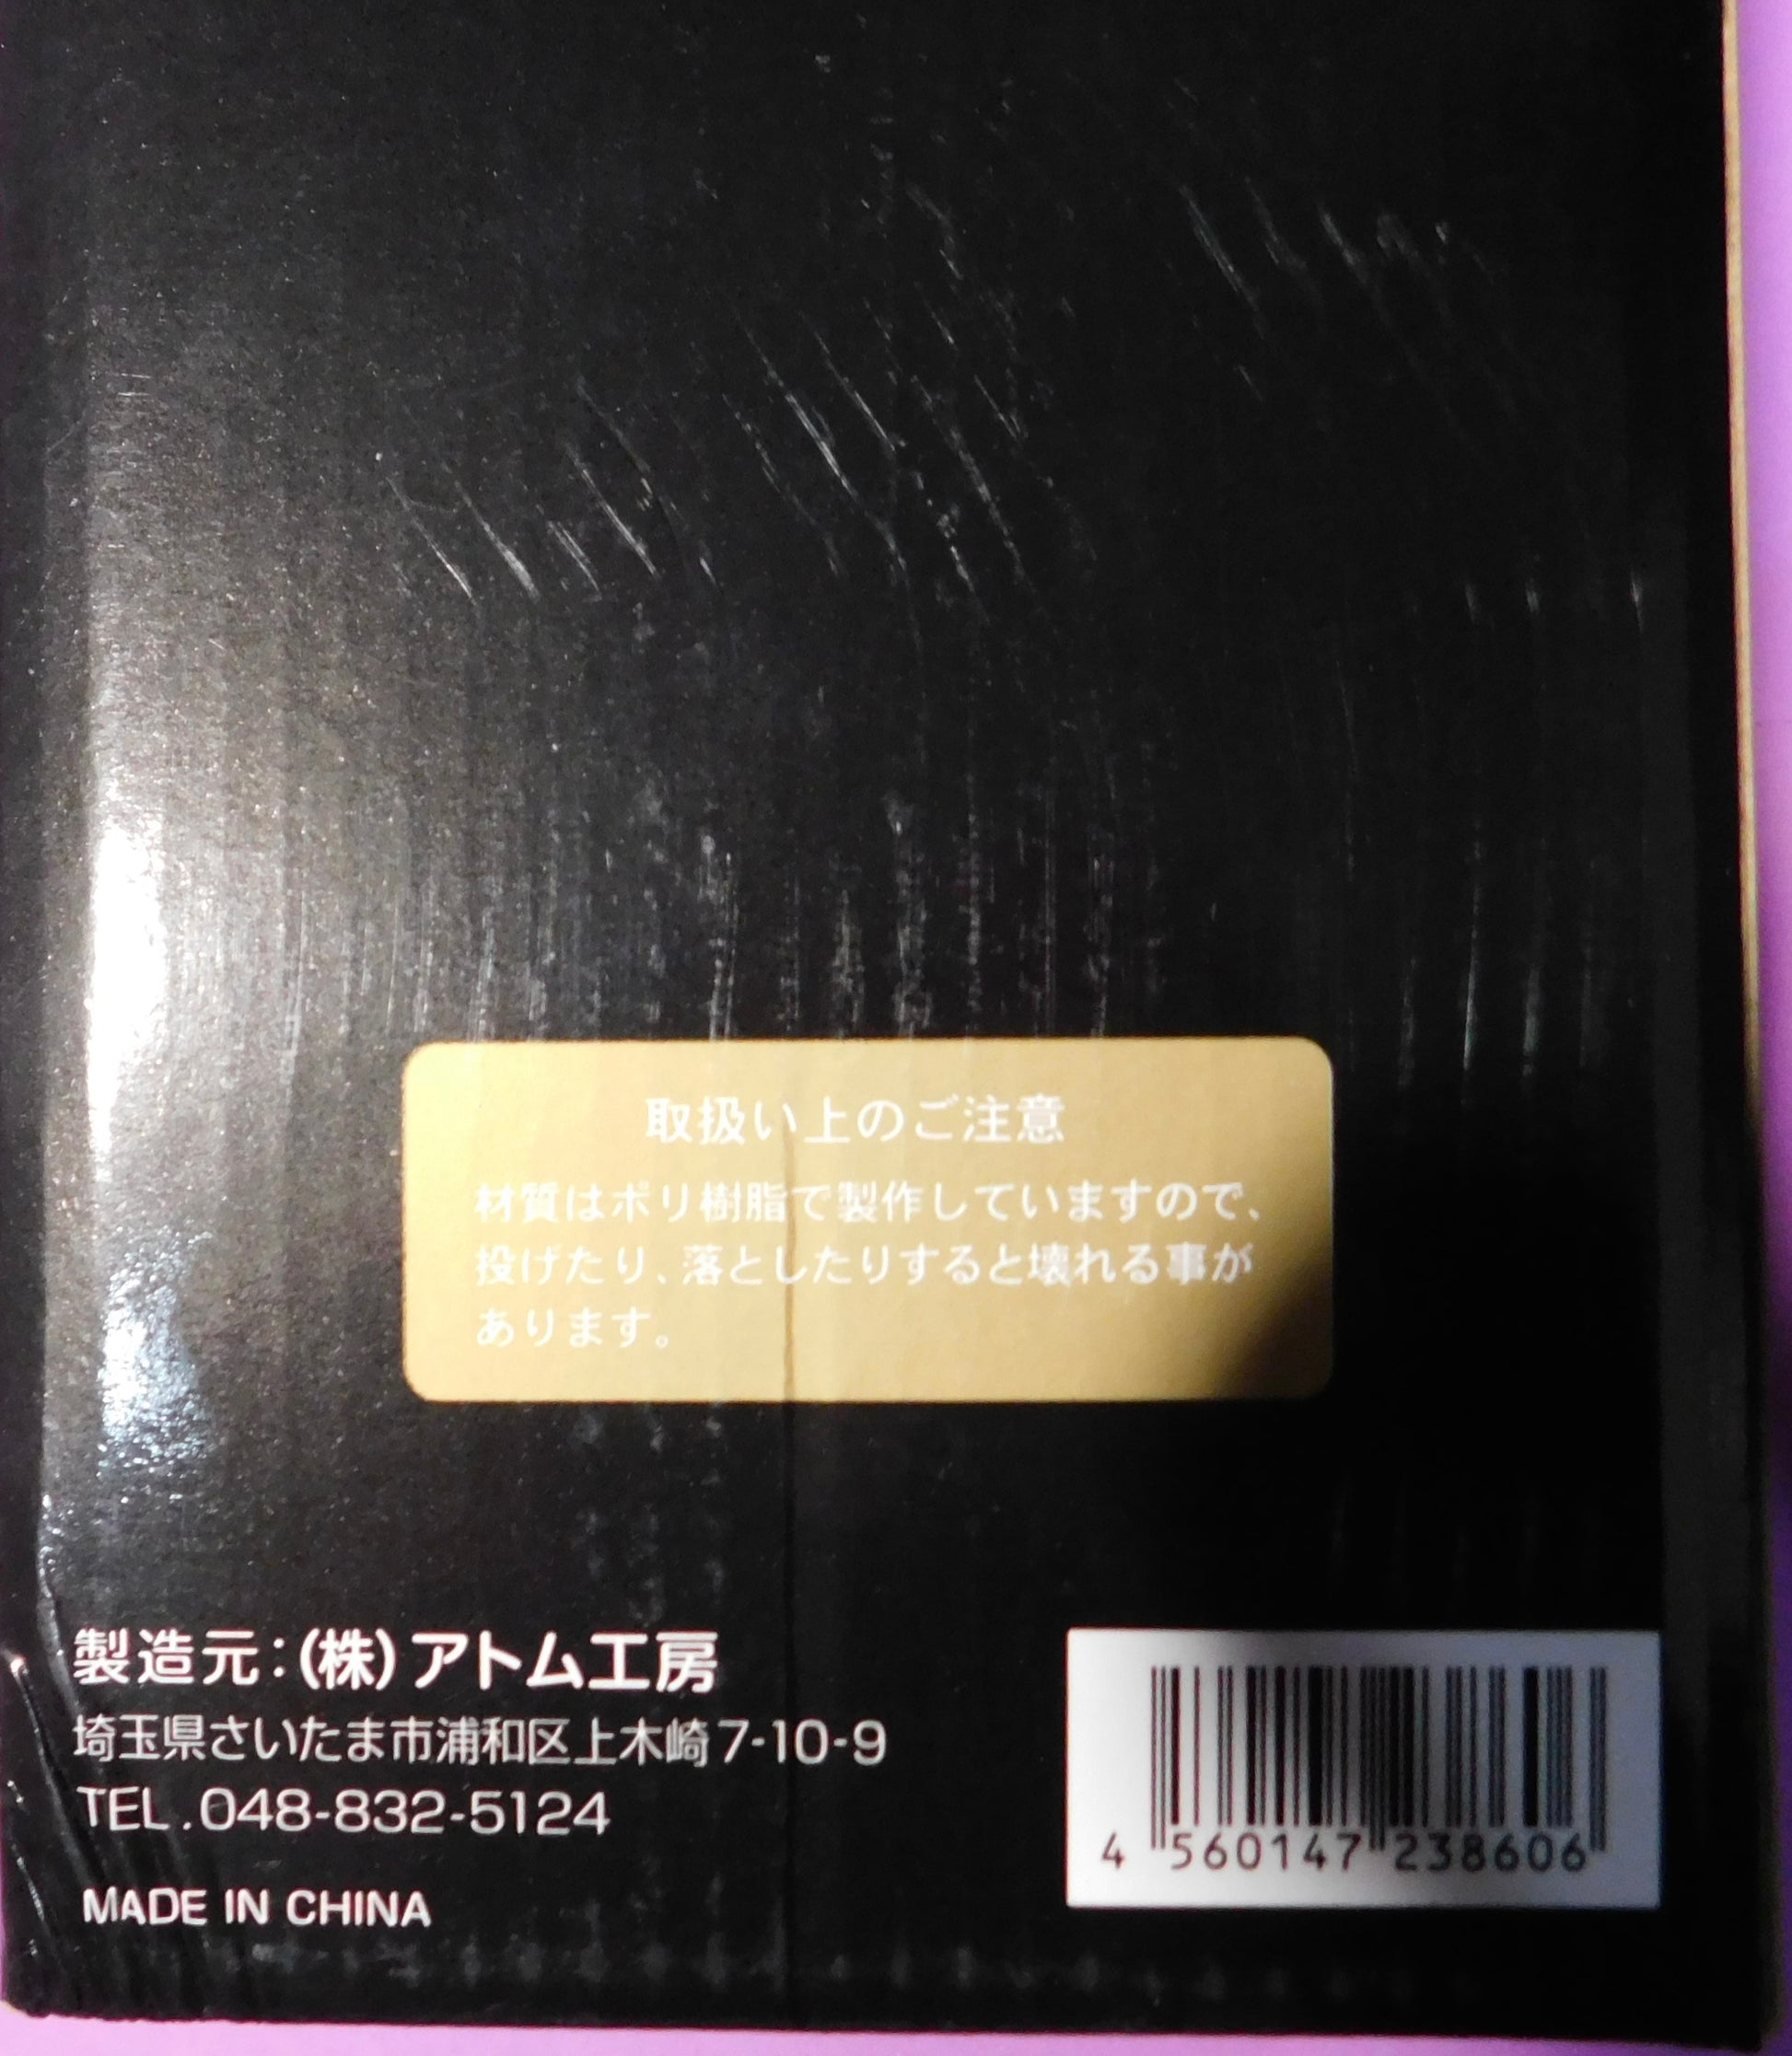 取扱い上のご注意
材質はポリ樹脂で製作していますので、
投げたり、落としたりすると壊れる事が
あります。
製造元:(株)アトム工房
埼玉県さいたま市浦和区上木崎7-10-9
TEL.048-832-5124
MADE IN CHINA
4 560147 238606